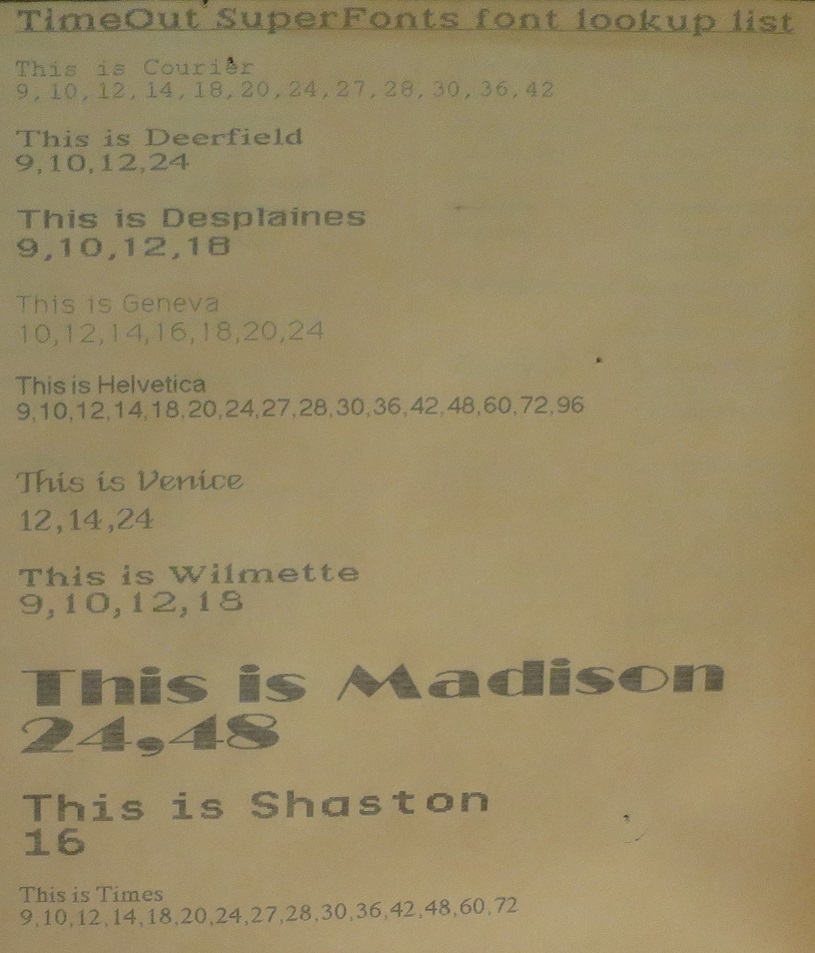 TimeOut SuperFonts font lookup list
This is Courier
9,10,12,14,18,20,24,27,28,30,36,42
This is Deerfield
9,10,12,24
This is Desplaines
9,10,12,18
This is Geneva
10,12,14,16,18,20,24
This is Helvetica
9,10,12,14,18,20,24,27,28,30,36,42,48,60,72,96
This is Venice
12,14,24
This is Wilmette
9,10,12,18
This is Madison
24,48
This is Shaston
16
This is Times
9,10,12,14,18,20,24,27,28,30,36,42,48,60,72